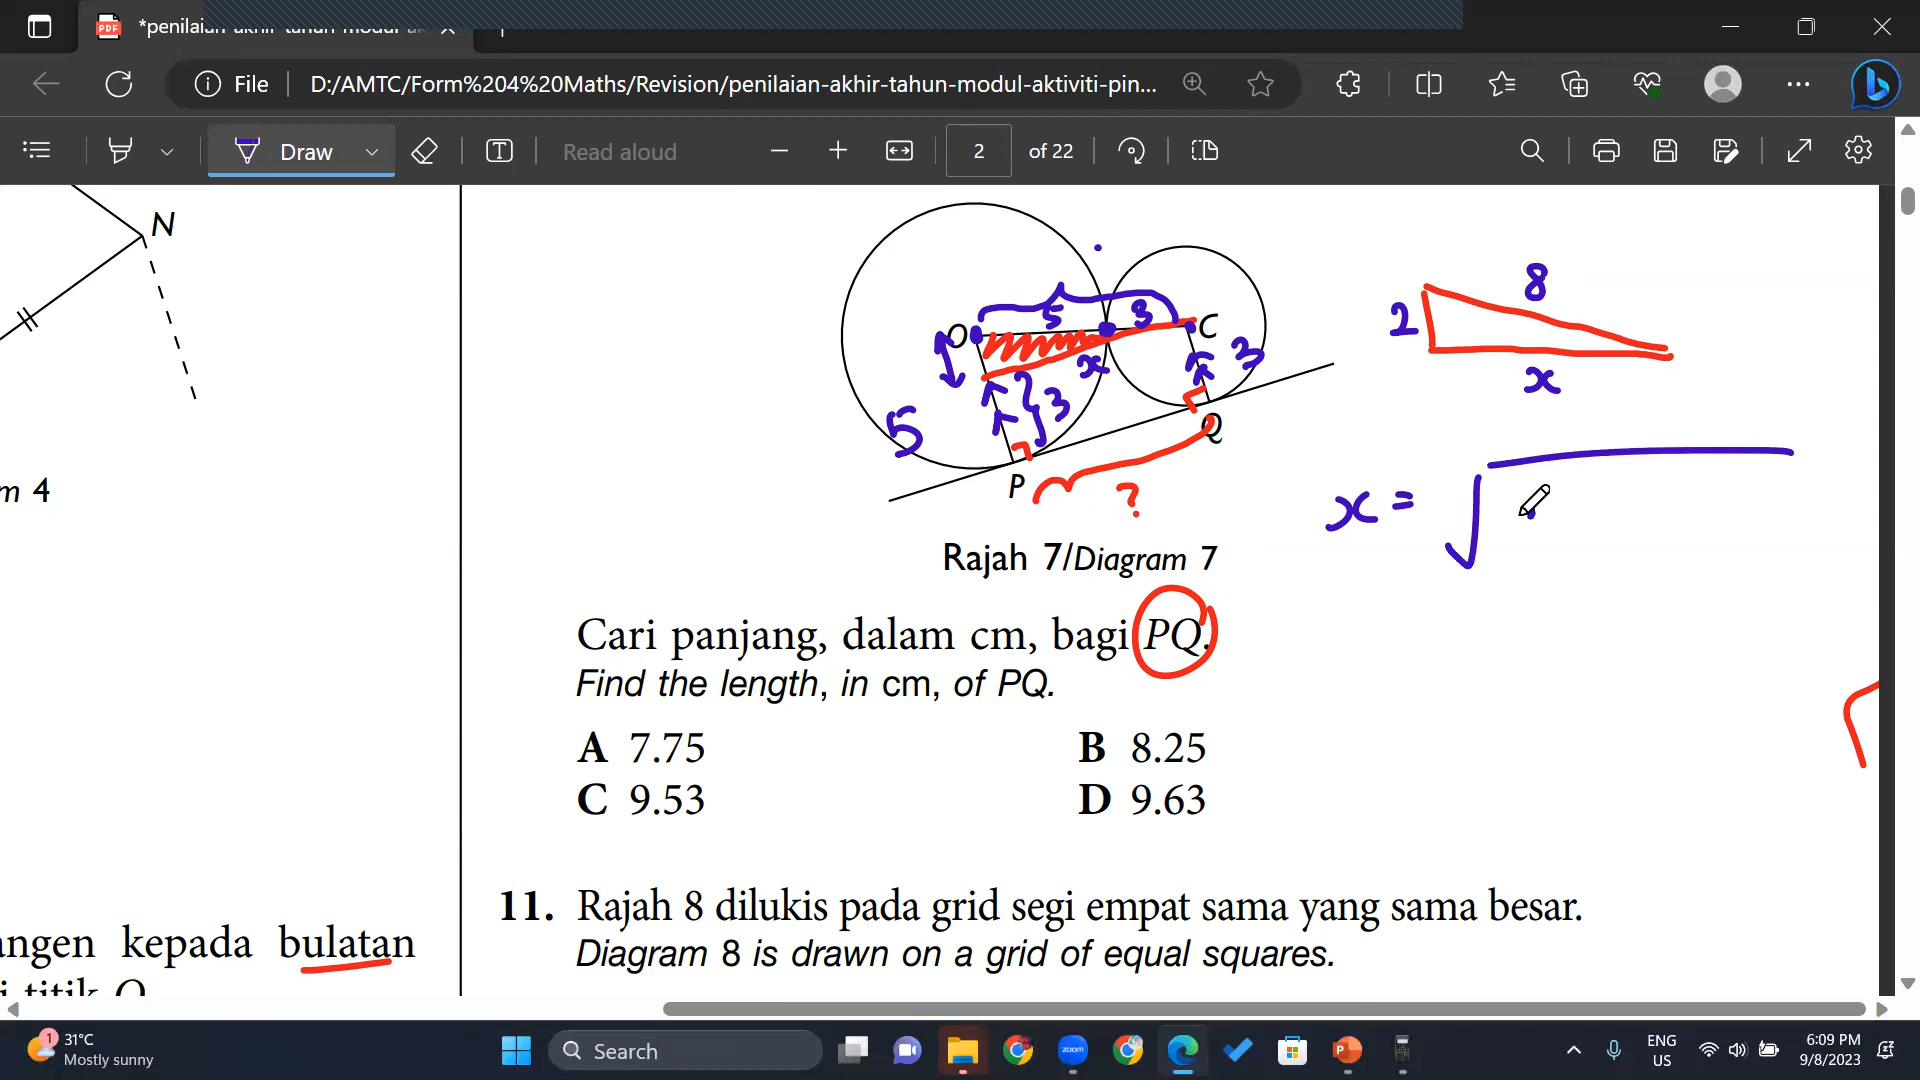 *penilaian-akhir-tahun-modul-ak
File
D:/AMTC/Form%204%20Maths/Revision/penilaian-akhir-tahun-modul-aktiviti-pin...
Draw
Read aloud
2
of 22
N
m 4
angen kepada bulatan
O
C
P
Q
5
3
x
3
3
5
?
8
2
x
x = √
Rajah 7/Diagram 7
Cari panjang, dalam cm, bagi PQ.
Find the length, in cm, of PQ.
A 7.75
B 8.25
C 9.53
D 9.63
11. Rajah 8 dilukis pada grid segi empat sama yang sama besar.
Diagram 8 is drawn on a grid of equal squares.
1
31°C
Mostly sunny
Search
zoom
ENG
US
6:09 PM
9/8/2023